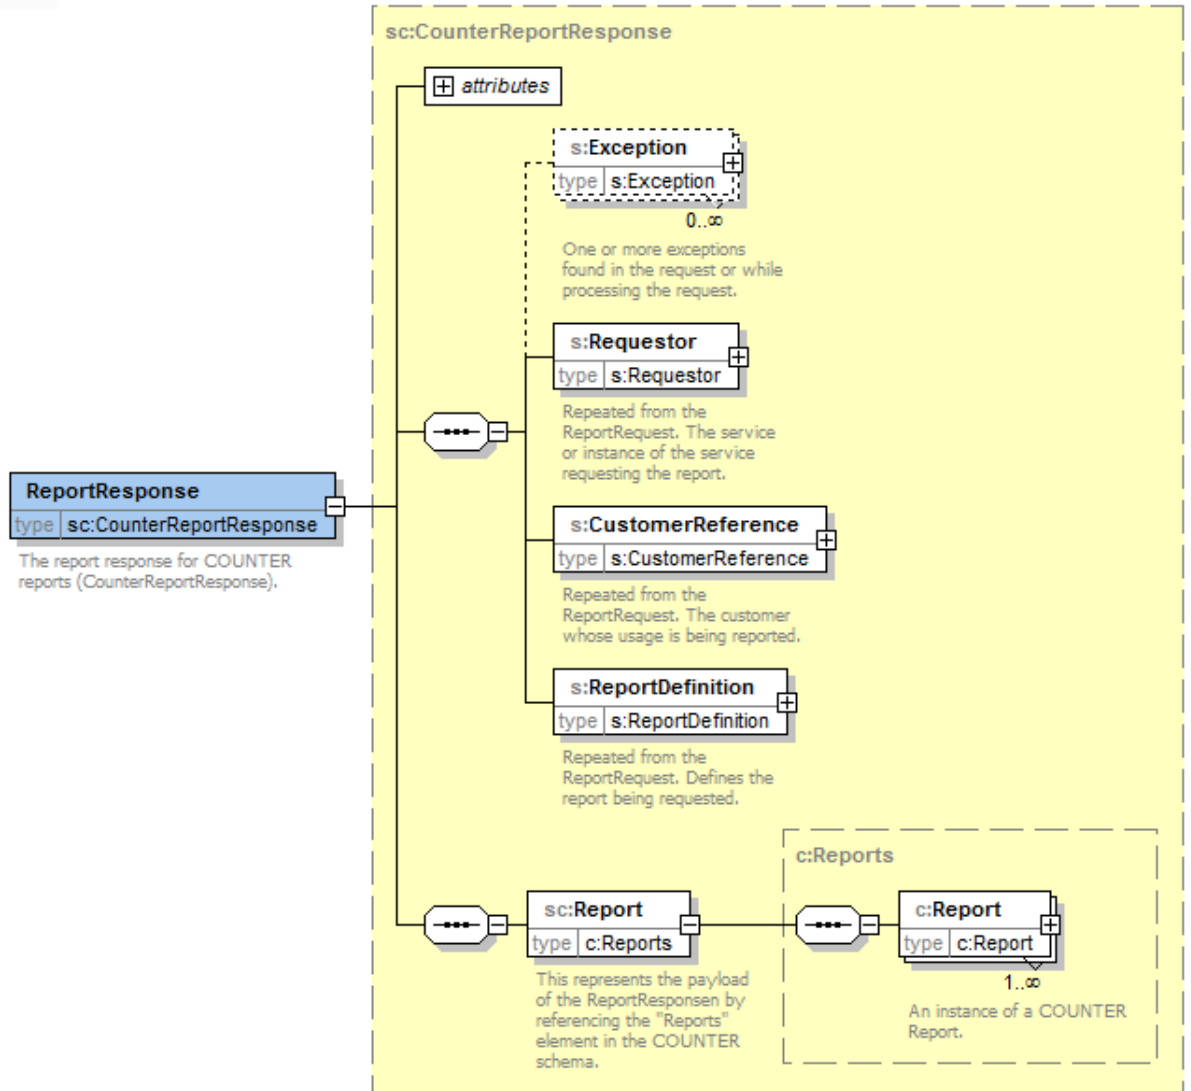 sc:CounterReportResponse
attributes
s:Exception
type s:Exception
0..∞
One or more exceptions
found in the request or while
processing the request.
s:Requestor
type s:Requestor
Repeated from the
ReportRequest. The service
or instance of the service
requesting the report.
ReportResponse
type sc:CounterReportResponse
The report response for COUNTER
reports (CounterReportResponse).
s:CustomerReference
type s:CustomerReference
Repeated from the
ReportRequest. The customer
whose usage is being reported.
s:ReportDefinition
type s:ReportDefinition
Repeated from the
ReportRequest. Defines the
report being requested.
c:Reports
sc:Report
type c:Reports
This represents the payload
of the ReportResponsen by
referencing the "Reports"
element in the COUNTER
schema.
c:Report
type c:Report
1..∞
An instance of a COUNTER
Report.